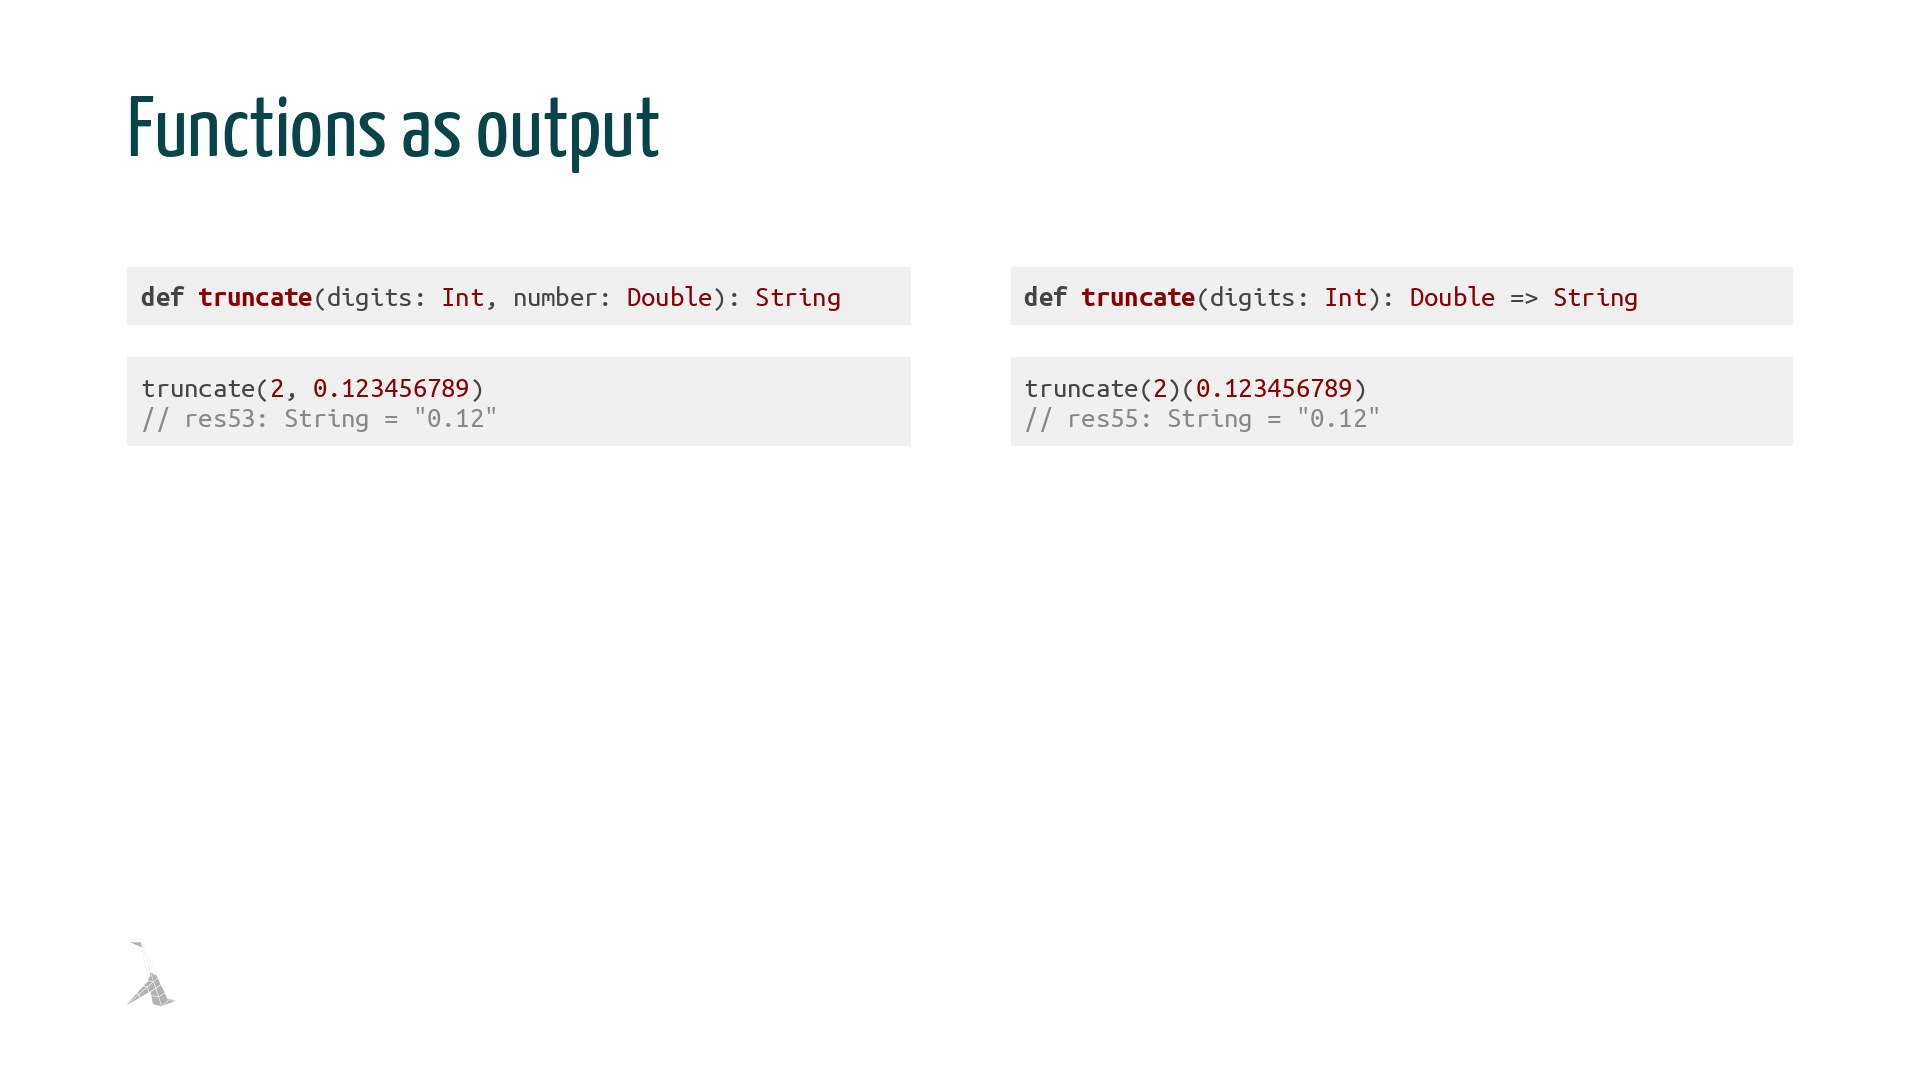 Functions as output
def truncate(digits: Int, number: Double): String
truncate(2, 0.123456789)
// res53: String = "0.12"
def truncate(digits: Int): Double => String
truncate(2)(0.123456789)
// res55: String = "0.12"